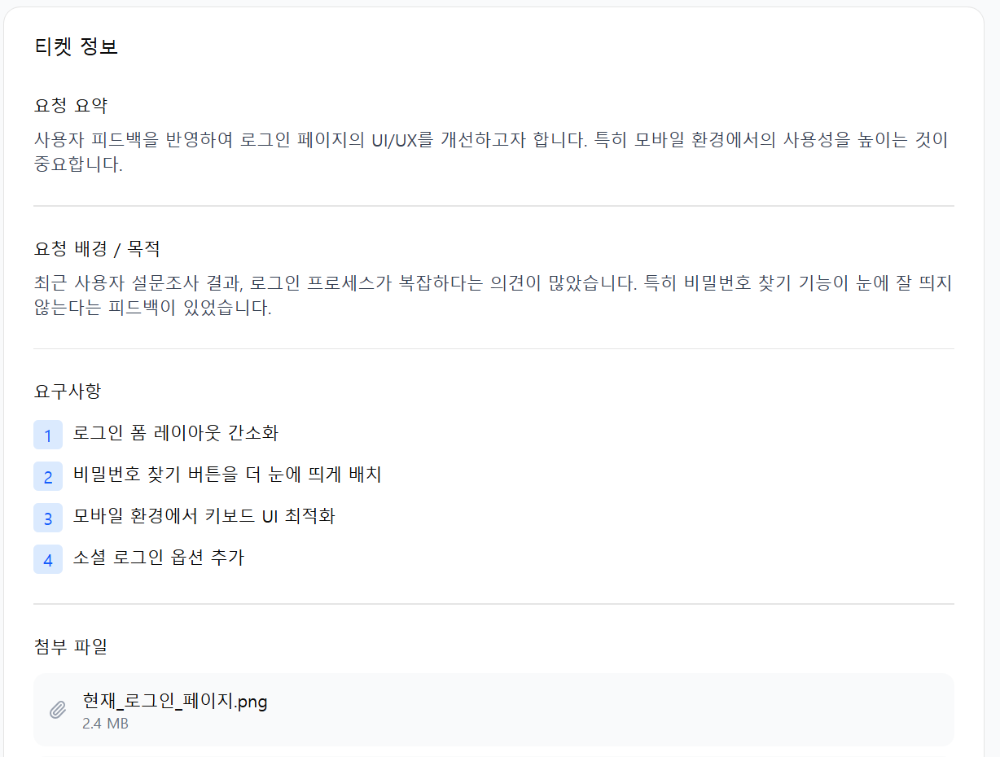 티켓 정보
요청 요약
사용자 피드백을 반영하여 로그인 페이지의 UI/UX를 개선하고자 합니다. 특히 모바일 환경에서의 사용성을 높이는 것이
중요합니다.
요청 배경 / 목적
최근 사용자 설문조사 결과, 로그인 프로세스가 복잡하다는 의견이 많았습니다. 특히 비밀번호 찾기 기능이 눈에 잘 띄지
않는다는 피드백이 있었습니다.
요구사항
1 로그인 폼 레이아웃 간소화
2 비밀번호 찾기 버튼을 더 눈에 띄게 배치
3 모바일 환경에서 키보드 UI 최적화
4 소셜 로그인 옵션 추가
첨부 파일
현재_로그인_페이지.png
2.4 MB